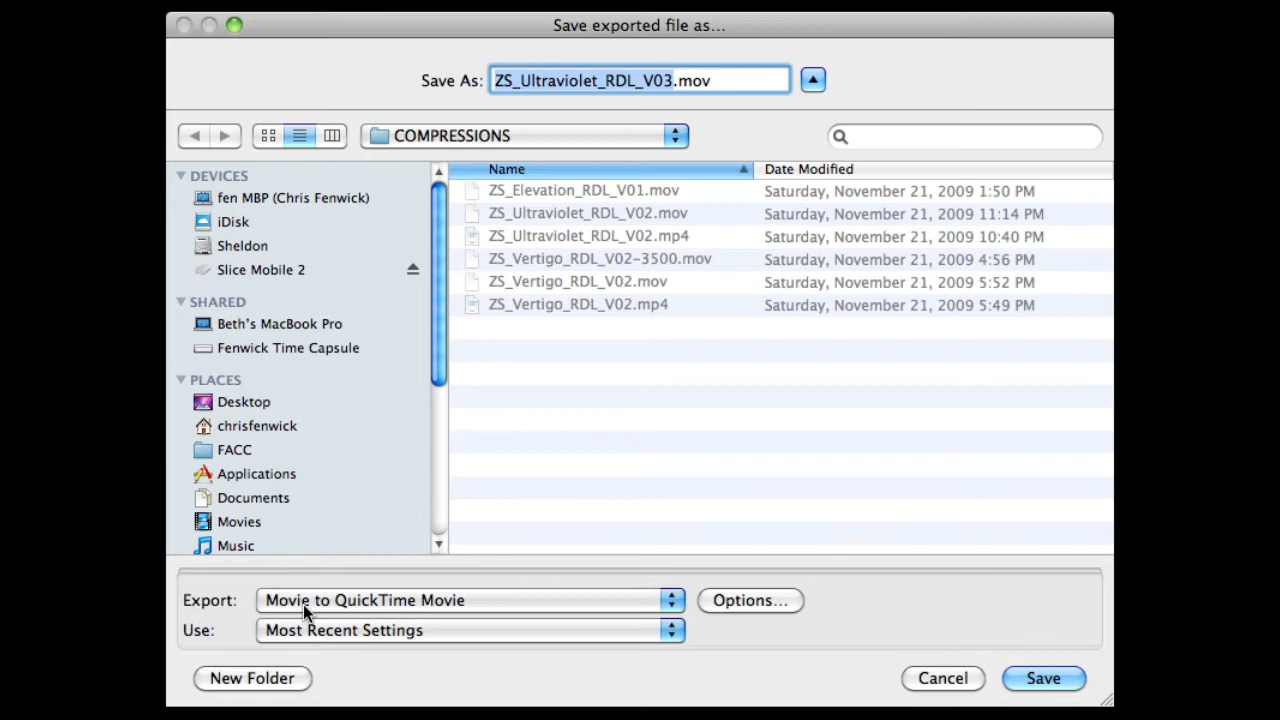 Save exported file as...
Save As: ZS_Ultraviolet_RDL_V03.mov
COMPRESSIONS
DEVICES
fen MBP (Chris Fenwick)
iDisk
Sheldon
Slice Mobile 2
SHARED
Beth's MacBook Pro
Fenwick Time Capsule
PLACES
Desktop
chrisfenwick
FACC
Applications
Documents
Movies
Music
Name Date Modified
ZS_Elevation_RDL_V01.mov Saturday, November 21, 2009 1:50 PM
ZS_Ultraviolet_RDL_V02.mov Saturday, November 21, 2009 11:14 PM
ZS_Ultraviolet_RDL_V02.mp4 Saturday, November 21, 2009 10:40 PM
ZS_Vertigo_RDL_V02-3500.mov Saturday, November 21, 2009 4:56 PM
ZS_Vertigo_RDL_V02.mov Saturday, November 21, 2009 5:52 PM
ZS_Vertigo_RDL_V02.mp4 Saturday, November 21, 2009 5:49 PM
Export: Movie to QuickTime Movie Options...
Use: Most Recent Settings
New Folder Cancel Save